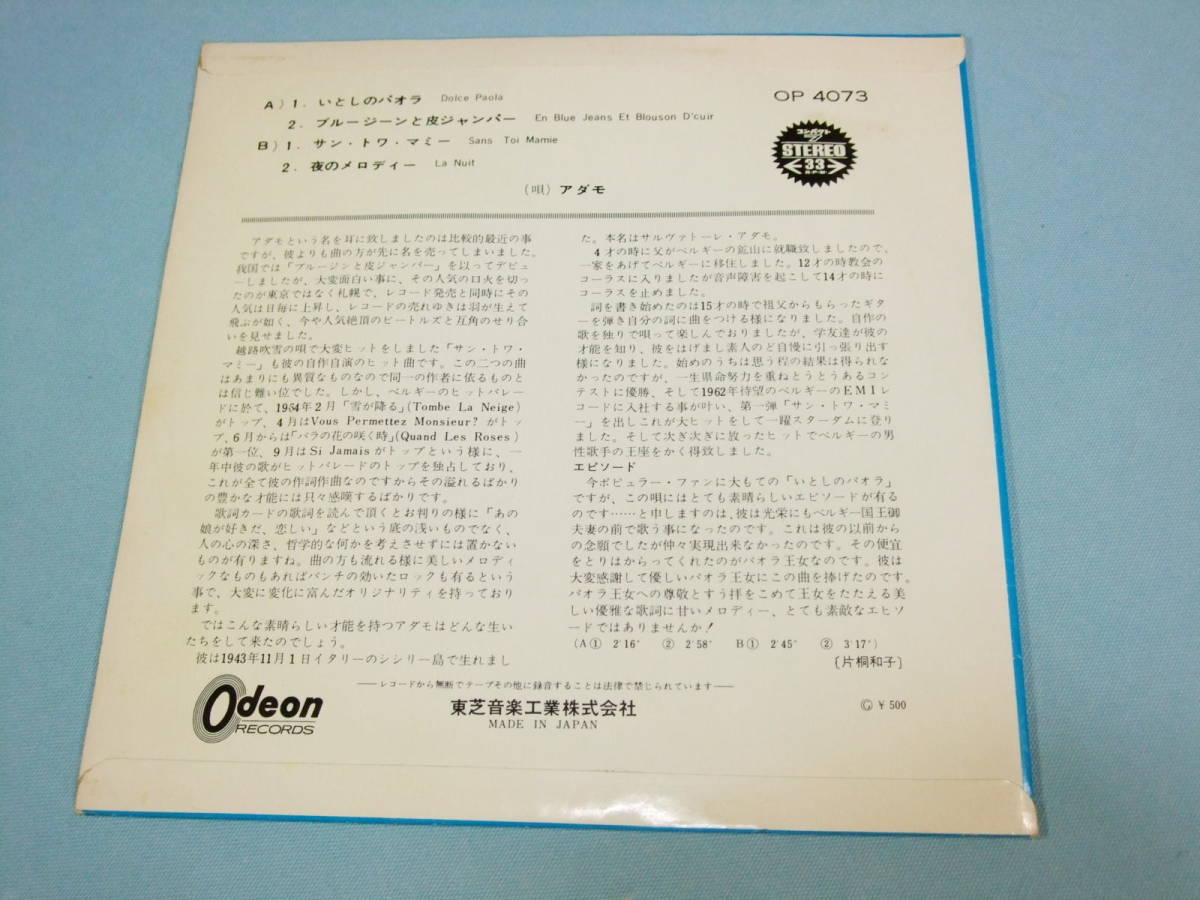 A) 1. いとしのパオラ Dolce Paola
2. ブルージーンと皮ジャンパー En Blue Jeans Et Blouson D'cuir
B) 1. サン・トワ・マミー Sans Toi Mamie
2. 夜のメロディー La Nuit
(唄) アダモ
OP 4073
コンパクト
STEREO
33
R・P・M
アダモという名を耳に致しましたのは比較的最近の事
ですが、彼よりも曲の方が先に名を売ってしまいました。
我国では「ブルージンと皮ジャンパー」を以ってデビュ
ーしましたが、大変面白い事に、その人気の口火を切っ
たのが東京ではなく札幌で、レコード発売と同時にその
人気は日毎に上昇し、レコードの売れゆきは羽が生えて
飛ぶが如く、今や人気絶頂のビートルズと互角のせり合
いを見せました。
越路吹雪の唄で大変ヒットをしました「サン・トワ・
マミー」も彼の自作自演のヒット曲です。この二つの曲
はあまりにも異質なものなので同一の作者に依るものと
は信じ難い位でした。しかし、ベルギーのヒットパレー
ドに於て、1964年2月「雪が降る」(Tombe La Neige)
がトップ、4月はVous Permettez Monsieur? がトッ
プ、6月からは「バラの花の咲く時」(Quand Les Roses)
が第一位、9月はSi Jamaisがトップという様に、一
年中彼の歌がヒットパレードのトップを独占しており、
これが全て彼の作詞作曲なのですからその溢れるばかり
の豊かな才能には只々感嘆するばかりです。
歌詞カードの歌詞を読んで頂くとお判りの様に「あの
娘が好きだ、恋しい」などという底の浅いものでなく、
人の心の深さ、哲学的な何かを考えさせずには置かない
ものが有りますね。曲の方も流れる様に美しいメロディ
ックなものもあればパンチの効いたロックも有るという
事で、大変に変化に富んだオリジナリティを持っており
ます。
ではこんな素晴らしい才能を持つアダモはどんな生い
たちをして来たのでしょう。
彼は1943年11月1日イタリーのシシリー島で生れまし
た。本名はサルヴァトーレ・アダモ。
4才の時に父がベルギーの鉱山に就職致しましたので、
一家をあげてベルギーに移住しました。12才の時教会の
コーラスに入りましたが音声障害を起こして14才の時に
コーラスを止めました。
詞を書き始めたのは15才の時で祖父からもらったギタ
ーを弾き自分の詞に曲をつける様になりました。自作の
歌を独りで唄って楽しんでおりましたが、学友達が彼の
才能を知り、彼をはげまし素人のど自慢に引っ張り出す
様になりました。始めのうちは思う程の結果は得られな
かったのですが、一生県命努力を重ねとうとうあるコン
テストに優勝、そして1962年待望のベルギーのEMIレ
コードに入社する事が叶い、第一弾「サン・トワ・マミ
ー」を出しこれが大ヒットをして一躍スターダムに登り
ました。そして次ぎ次ぎに放ったヒットでベルギーの男
性歌手の王座をかく得致しました。
エピソード
今ポピュラー・ファンに大もての「いとしのパオラ」
ですが、この唄にはとても素晴らしいエピソードが有る
のです……と申しますのは、彼は光栄にもベルギー国王御
夫妻の前で歌う事になったのです。これは彼の以前から
の念願でしたが仲々実現出来なかったのです。その便宜
をとりはからってくれたのがパオラ王女なのです。彼は
大変感謝して優しいパオラ王女にこの曲を捧げたのです。
パオラ王女への尊敬とすう拝をこめて王女をたたえる美
しい優雅な歌詞に甘いメロディー、とても素敵なエピソ
ードではありませんか！
(A① 2'16" ② 2'58" B① 2'45" ② 3'17")
〔片桐和子〕
──レコードから無断でテープその他に録音することは法律で禁じられています──
Odeon
RECORDS
東芝音楽工業株式会社
MADE IN JAPAN
Ⓖ ¥ 500